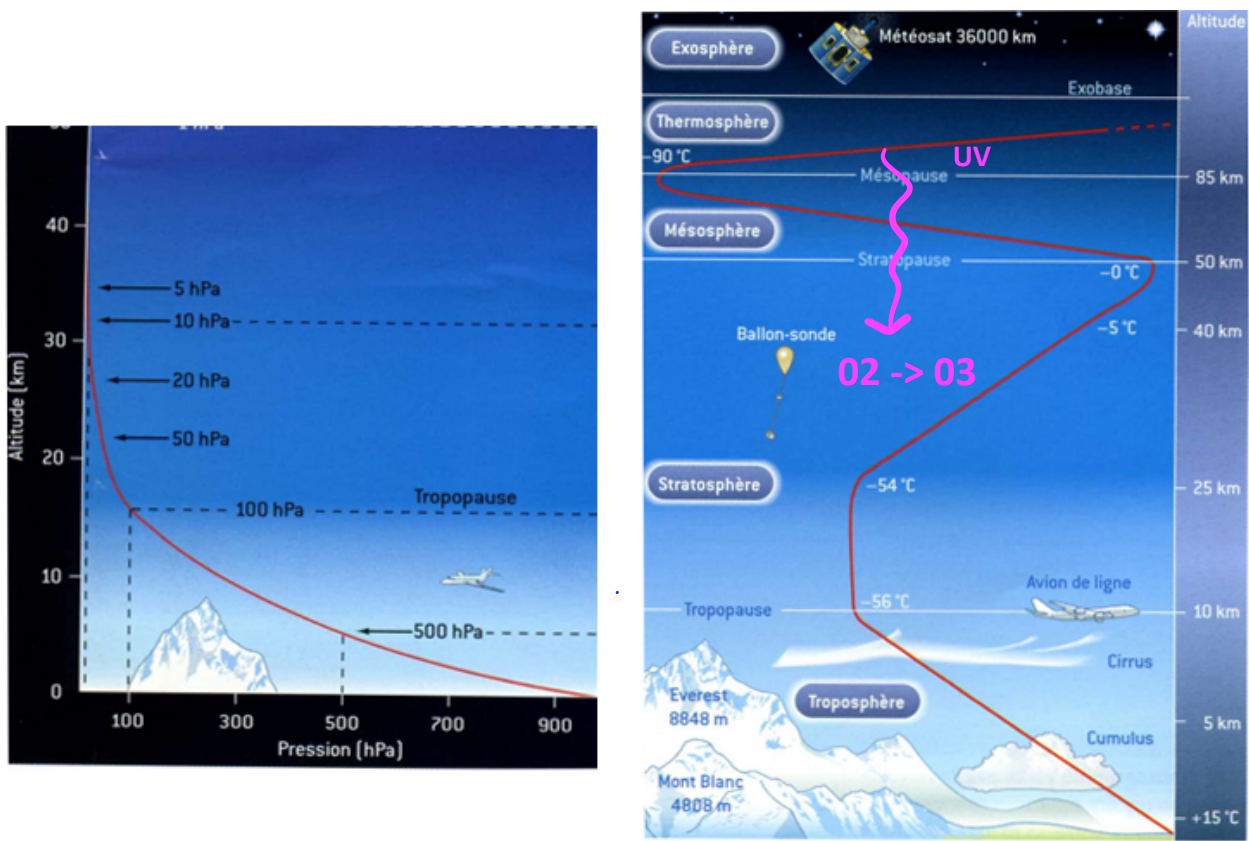 1 hPa
40
5 hPa
10 hPa
30
20 hPa
50 hPa
20
Tropopause
100 hPa
10
500 hPa
0
100 300 500 700 900
Pression (hPa)
Altitude (km)
Altitude
Exosphère
Météosat 36000 km
Exobase
Thermosphère
–90 °C
UV
Mésopause
85 km
Mésosphère
Stratopause
50 km
–0 °C
–5 °C
40 km
Ballon-sonde
02 -> 03
Stratosphère
–54 °C
25 km
Avion de ligne
–56 °C
Tropopause
10 km
Cirrus
Everest
8848 m
Troposphère
5 km
Cumulus
Mont Blanc
4808 m
+15 °C